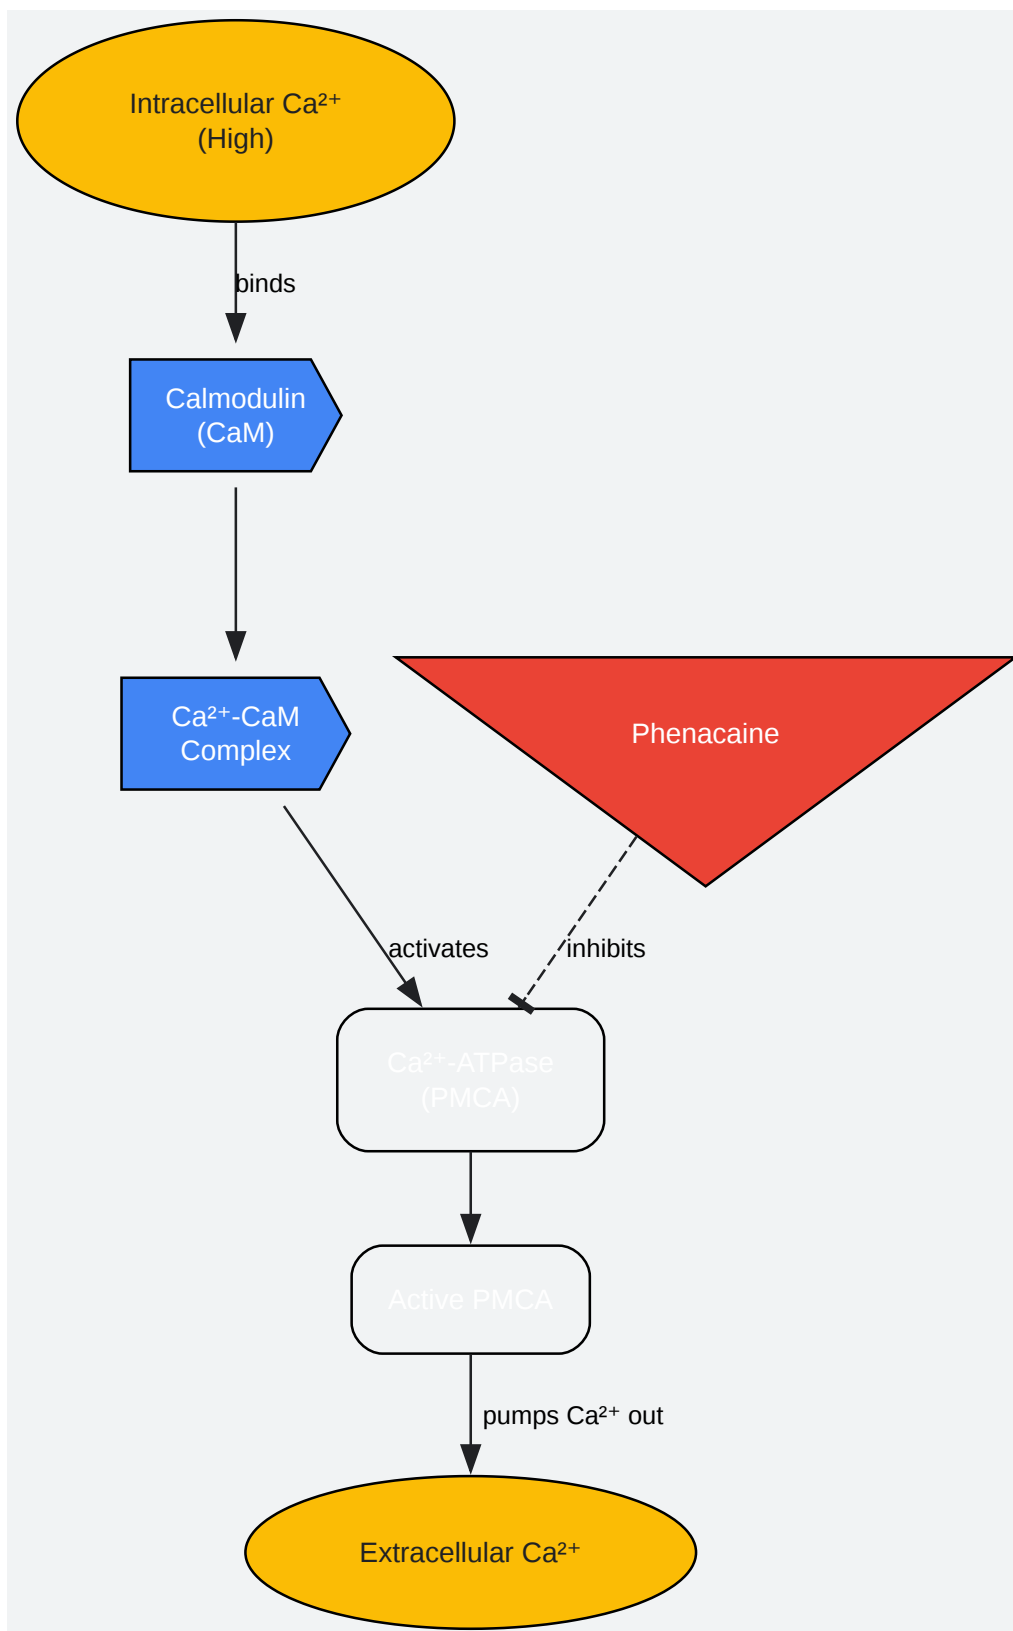 Intracellular Ca²⁺
(High)
binds
Calmodulin
(CaM)
Ca²⁺-CaM
Complex
Phenacaine
activates
inhibits
Ca²⁺-ATPase
(PMCA)
Active PMCA
pumps Ca²⁺ out
Extracellular Ca²⁺